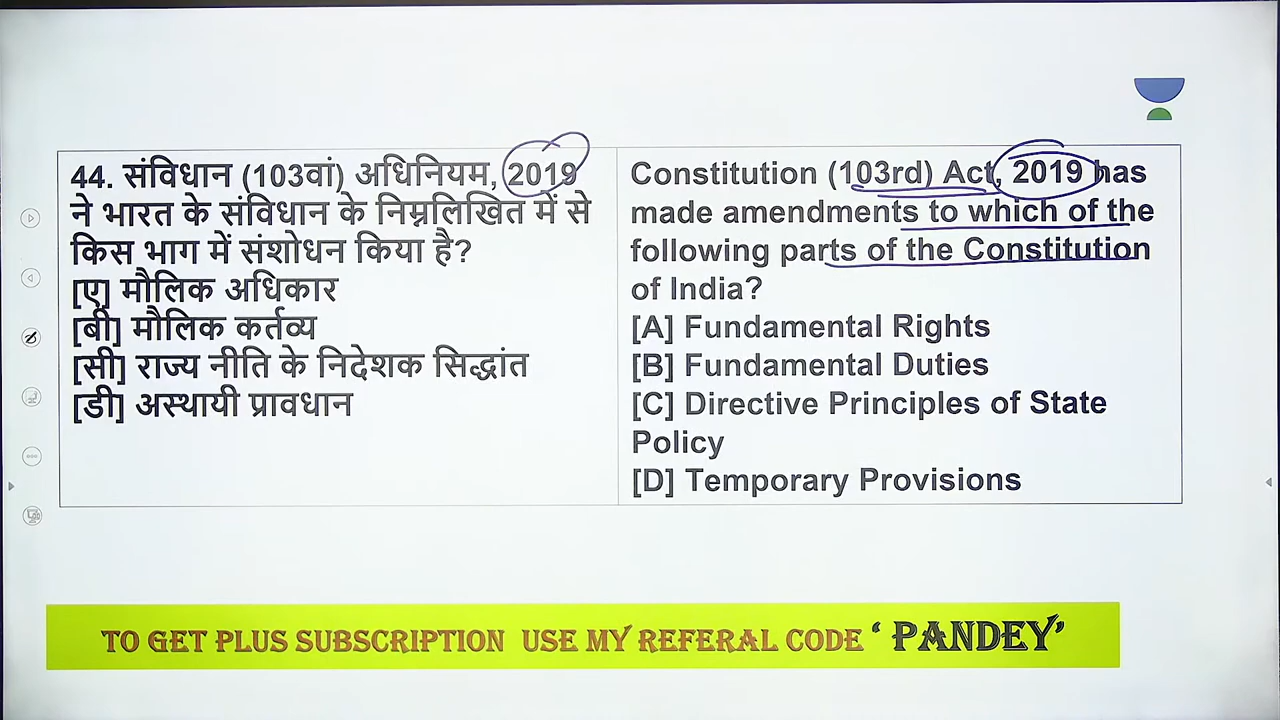 44. संविधान (103वां) अधिनियम, 2019
ने भारत के संविधान के निम्नलिखित में से
किस भाग में संशोधन किया है?
[ए] मौलिक अधिकार
[बी] मौलिक कर्तव्य
[सी] राज्य नीति के निदेशक सिद्धांत
[डी] अस्थायी प्रावधान
Constitution (103rd) Act, 2019 has
made amendments to which of the
following parts of the Constitution
of India?
[A] Fundamental Rights
[B] Fundamental Duties
[C] Directive Principles of State
Policy
[D] Temporary Provisions
TO GET PLUS SUBSCRIPTION USE MY REFERAL CODE ‘ PANDEY’